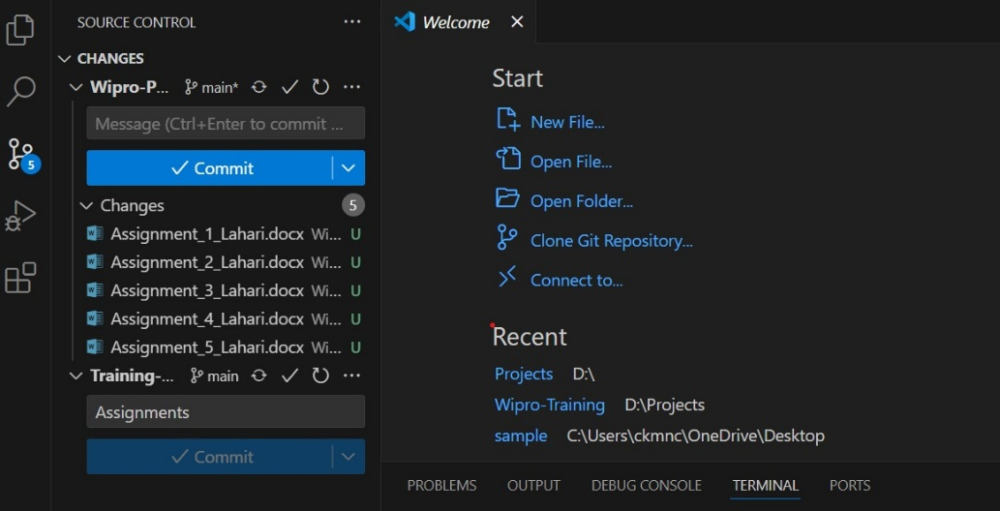 SOURCE CONTROL ...
CHANGES
Wipro-P... main* ...
Message (Ctrl+Enter to commit ...
Commit
Changes 5
Assignment_1_Lahari.docx Wi... U
Assignment_2_Lahari.docx Wi... U
Assignment_3_Lahari.docx Wi... U
Assignment_4_Lahari.docx Wi... U
Assignment_5_Lahari.docx Wi... U
Training-... main ...
Assignments
Commit
5
Welcome
Start
New File...
Open File...
Open Folder...
Clone Git Repository...
Connect to...
Recent
Projects D:\
Wipro-Training D:\Projects
sample C:\Users\ckmnc\OneDrive\Desktop
PROBLEMS OUTPUT DEBUG CONSOLE TERMINAL PORTS